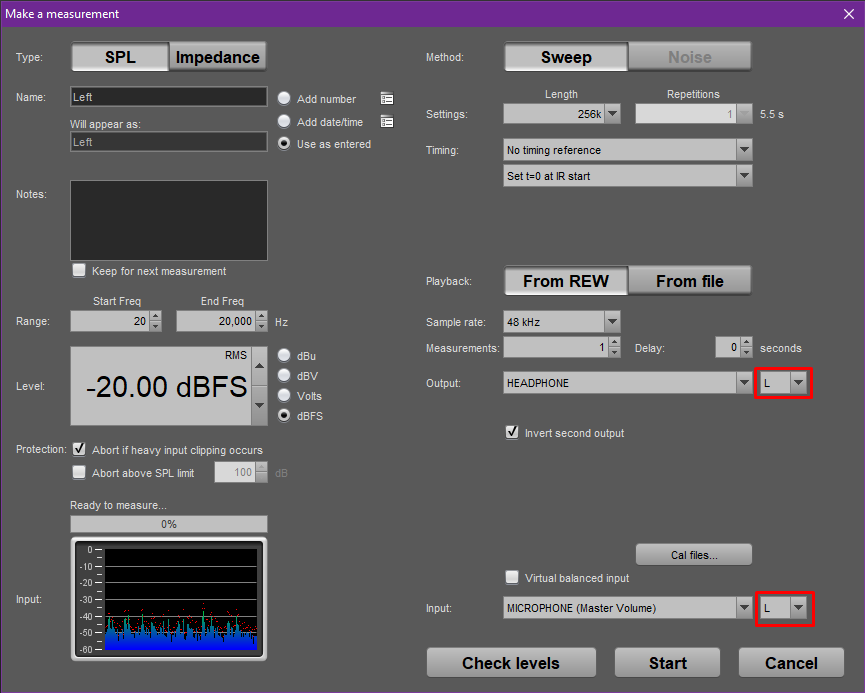 Make a measurement
Type:
SPL
Impedance
Name:
Left
Add number
Add date/time
Use as entered
Will appear as:
Left
Notes:
Keep for next measurement
Start Freq
End Freq
Range:
20
20,000
Hz
Level:
RMS
-20.00 dBFS
dBu
dBV
Volts
dBFS
Protection:
Abort if heavy input clipping occurs
Abort above SPL limit
100
dB
Ready to measure...
0%
Input:
0
-10
-20
-30
-40
-50
-60
Method:
Sweep
Noise
Length
Repetitions
Settings:
256k
1
5.5 s
Timing:
No timing reference
Set t=0 at IR start
Playback:
From REW
From file
Sample rate:
48 kHz
Measurements:
1
Delay:
0
seconds
Output:
HEADPHONE
L
Invert second output
Cal files...
Virtual balanced input
Input:
MICROPHONE (Master Volume)
L
Check levels
Start
Cancel